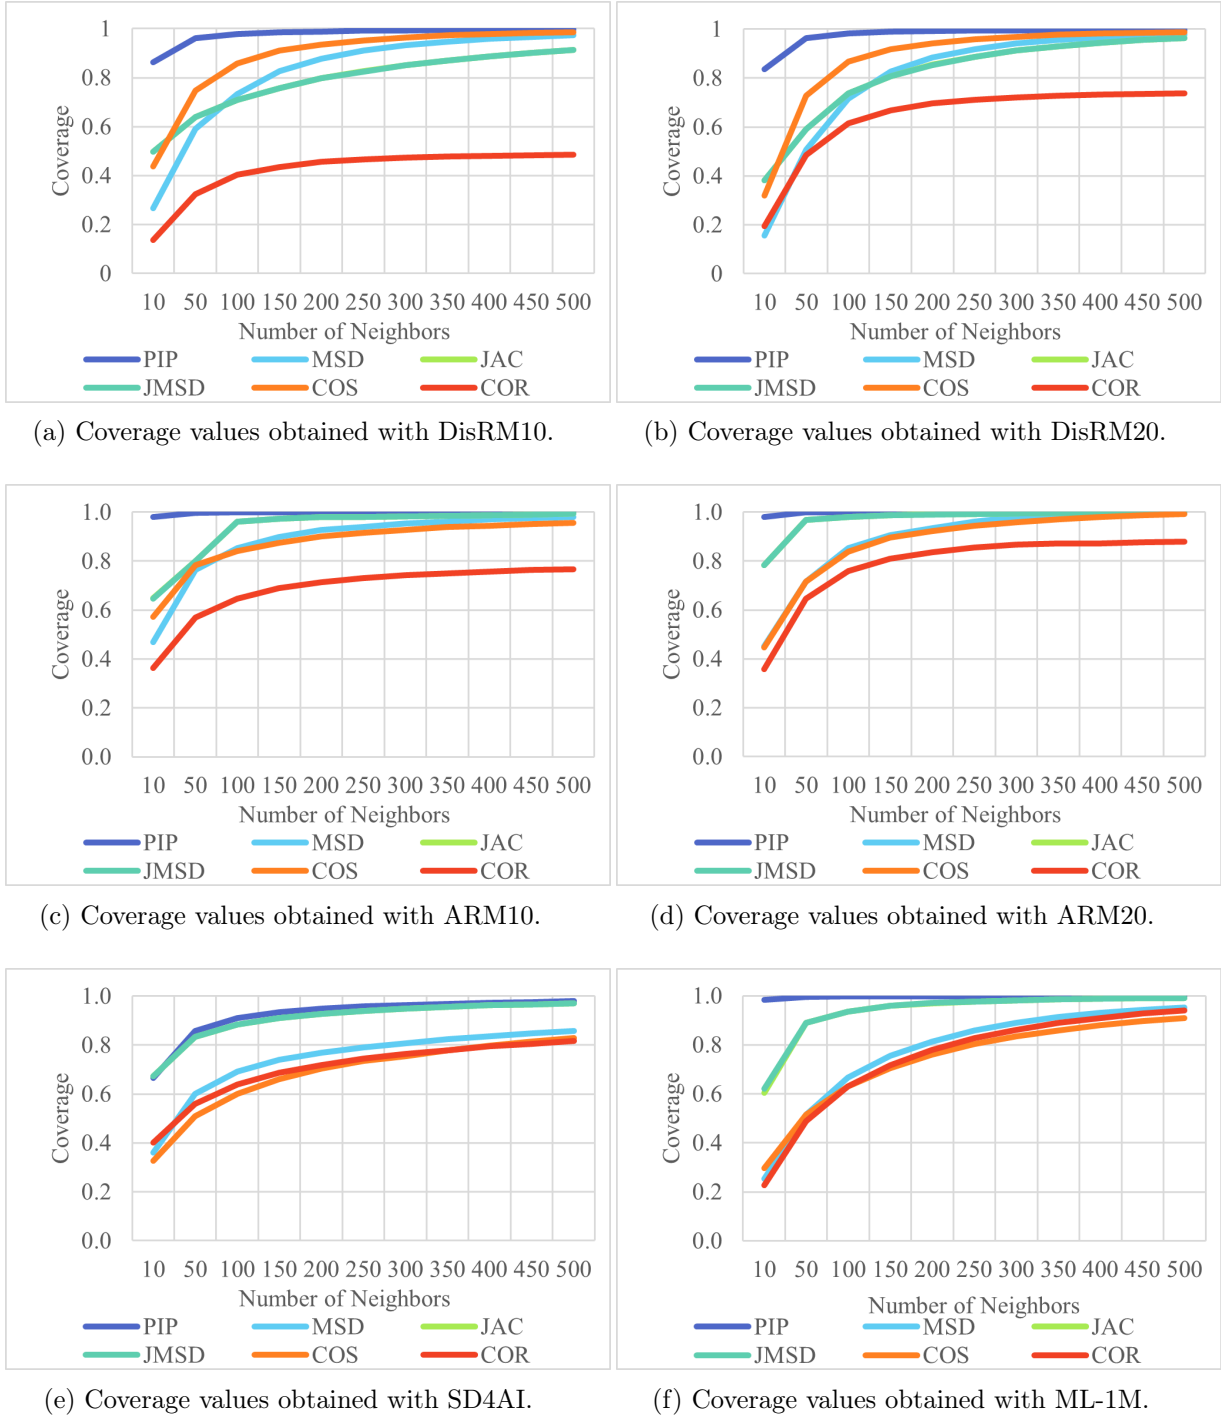 1
0.8
0.6
0.4
0.2
0
Coverage
10 50 100 150 200 250 300 350 400 450 500
Number of Neighbors
PIP MSD JAC
JMSD COS COR
(a) Coverage values obtained with DisRM10.
1
0.8
0.6
0.4
0.2
0
Coverage
10 50 100 150 200 250 300 350 400 450 500
Number of Neighbors
PIP MSD JAC
JMSD COS COR
(b) Coverage values obtained with DisRM20.
1.0
0.8
0.6
0.4
0.2
0.0
Coverage
10 50 100 150 200 250 300 350 400 450 500
Number of Neighbors
PIP MSD JAC
JMSD COS COR
(c) Coverage values obtained with ARM10.
1.0
0.8
0.6
0.4
0.2
0.0
Coverage
10 50 100 150 200 250 300 350 400 450 500
Number of Neighbors
PIP MSD JAC
JMSD COS COR
(d) Coverage values obtained with ARM20.
1.0
0.8
0.6
0.4
0.2
0.0
Coverage
10 50 100 150 200 250 300 350 400 450 500
Number of Neighbors
PIP MSD JAC
JMSD COS COR
(e) Coverage values obtained with SD4AI.
1.0
0.8
0.6
0.4
0.2
0.0
Coverage
10 50 100 150 200 250 300 350 400 450 500
Number of Neighbors
PIP MSD JAC
JMSD COS COR
(f) Coverage values obtained with ML-1M.